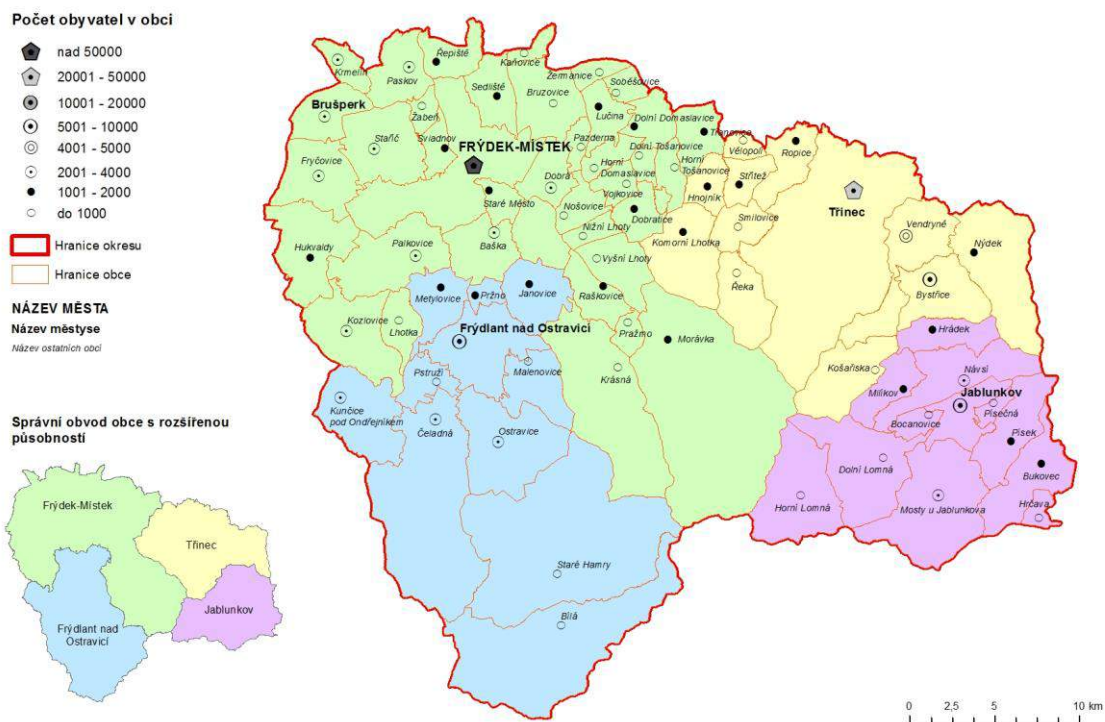 Počet obyvatel v obci
nad 50000
20001 - 50000
10001 - 20000
5001 - 10000
4001 - 5000
2001 - 4000
1001 - 2000
do 1000
Hranice okresu
Hranice obce
NÁZEV MĚSTA
Název městyse
Název ostatních obcí
Správní obvod obce s rozšířenou
působností
Frýdek-Místek
Třinec
Jablunkov
Frýdlant nad
Ostravicí
Krmelín
Paskov
Řepiště
Kaňovice
Žermanice
Soběšovice
Sedliště
Bruzovice
Brušperk
Žabeň
Lučina
Dolní Domaslavice
Staříč
Sviadnov
Pazderna
Dolní
Tošanovice
Třanovice
Vělopolí
Ropice
FRÝDEK-MÍSTEK
Horní
Domaslavice
Horní
Tošanovice
Fryčovice
Dobrá
Vojkovice
Hnojník
Střítež
Třinec
Staré Město
Nošovice
Dobratice
Smilovice
Vendryně
Nýdek
Hukvaldy
Palkovice
Baška
Nižní Lhoty
Komorní Lhotka
Vyšní Lhoty
Řeka
Bystřice
Metylovice
Pržno
Janovice
Raškovice
Kozlovice
Lhotka
Frýdlant nad Ostravicí
Pražmo
Morávka
Hrádek
Pstruží
Malenovice
Krásná
Košařiska
Návsí
Milíkov
Jablunkov
Kunčice
pod Ondřejníkem
Čeladná
Ostravice
Bocanovice
Písečná
Písek
Dolní Lomná
Bukovec
Horní Lomná
Mosty u Jablunkova
Hrčava
Staré Hamry
Bílá
0 2,5 5 10 km